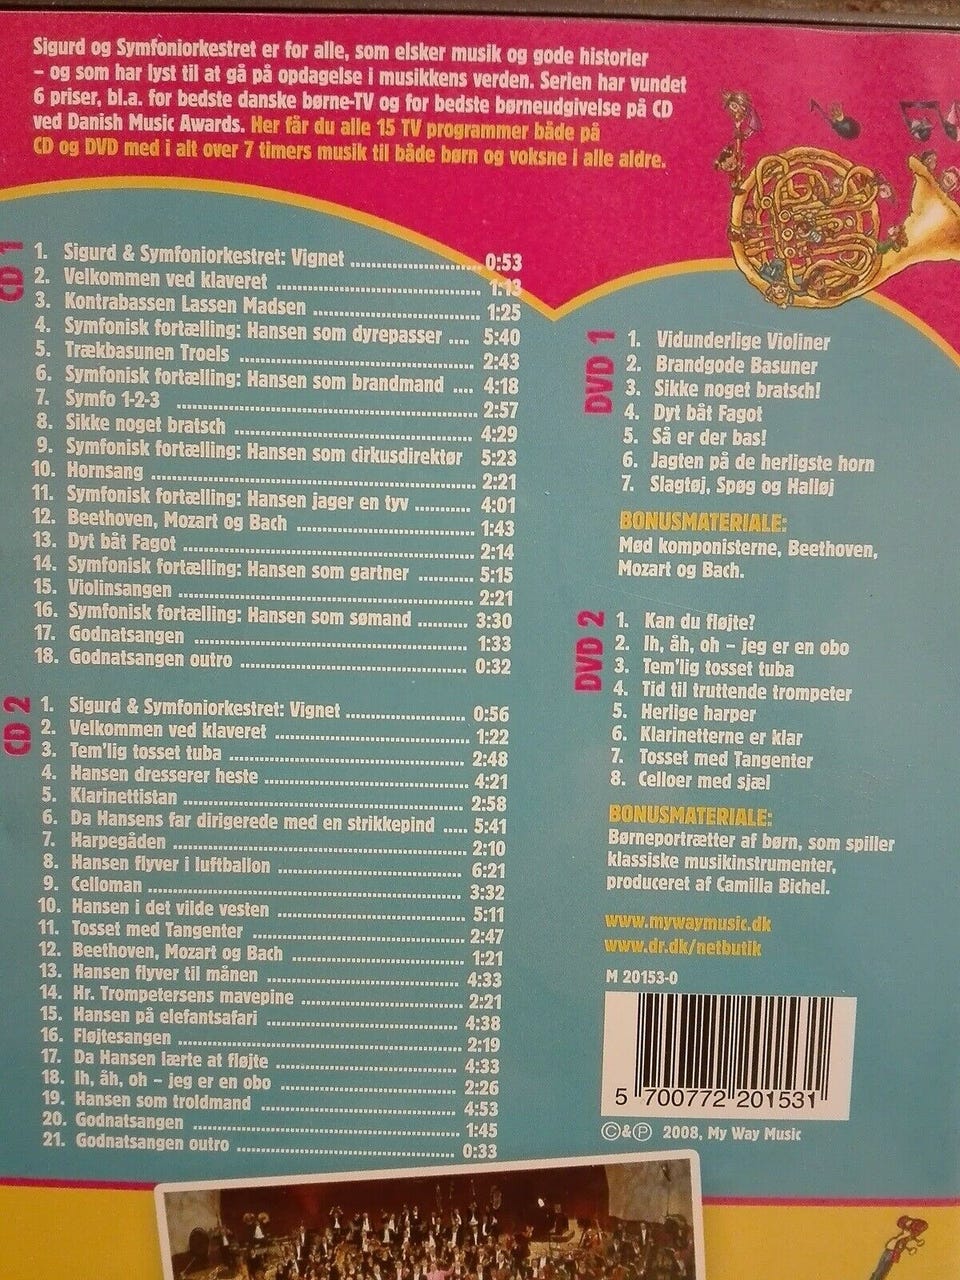 Sigurd og Symfoniorkestret er for alle, som elsker musik og gode historier
– og som har lyst til at gå på opdagelse i musikkens verden. Serien har vundet
6 priser, bl.a. for bedste danske børne-TV og for bedste børneudgivelse på CD
ved Danish Music Awards. Her får du alle 15 TV programmer både på
CD og DVD med i alt over 7 timers musik til både børn og voksne i alle aldre.
CD 1
1. Sigurd & Symfoniorkestret: Vignet 0:53
2. Velkommen ved klaveret 1:13
3. Kontrabassen Lassen Madsen 1:25
4. Symfonisk fortælling: Hansen som dyrepasser 5:40
5. Trækbasunen Troels 2:43
6. Symfonisk fortælling: Hansen som brandmand 4:18
7. Symfo 1-2-3 2:57
8. Sikke noget bratsch 4:29
9. Symfonisk fortælling: Hansen som cirkusdirektør 5:23
10. Hornsang 2:21
11. Symfonisk fortælling: Hansen jager en tyv 4:01
12. Beethoven, Mozart og Bach 1:43
13. Dyt båt Fagot 2:14
14. Symfonisk fortælling: Hansen som gartner 5:15
15. Violinsangen 2:21
16. Symfonisk fortælling: Hansen som sømand 3:30
17. Godnatsangen 1:33
18. Godnatsangen outro 0:32
CD 2
1. Sigurd & Symfoniorkestret: Vignet 0:56
2. Velkommen ved klaveret 1:22
3. Tem'lig tosset tuba 2:48
4. Hansen dresserer heste 4:21
5. Klarinettistan 2:58
6. Da Hansens far dirigerede med en strikkepind 5:41
7. Harpegåden 2:10
8. Hansen flyver i luftballon 6:21
9. Celloman 3:32
10. Hansen i det vilde vesten 5:11
11. Tosset med Tangenter 2:47
12. Beethoven, Mozart og Bach 1:21
13. Hansen flyver til månen 4:33
14. Hr. Trompetersens mavepine 2:21
15. Hansen på elefantsafari 4:38
16. Fløjtesangen 2:19
17. Da Hansen lærte at fløjte 4:33
18. Ih, åh, oh – jeg er en obo 2:26
19. Hansen som troldmand 4:53
20. Godnatsangen 1:45
21. Godnatsangen outro 0:33
DVD 1
1. Vidunderlige Violiner
2. Brandgode Basuner
3. Sikke noget bratsch!
4. Dyt båt Fagot
5. Så er der bas!
6. Jagten på de herligste horn
7. Slagtøj, Spøg og Halløj
BONUSMATERIALE:
Mød komponisterne, Beethoven,
Mozart og Bach.
DVD 2
1. Kan du fløjte?
2. Ih, åh, oh – jeg er en obo
3. Tem'lig tosset tuba
4. Tid til truttende trompeter
5. Herlige harper
6. Klarinetterne er klar
7. Tosset med Tangenter
8. Celloer med sjæl
BONUSMATERIALE:
Børneportrætter af børn, som spiller
klassiske musikinstrumenter,
produceret af Camilla Bichel.
www.mywaymusic.dk
www.dr.dk/netbutik
M 20153-0
5 700772 201531
©&℗ 2008, My Way Music